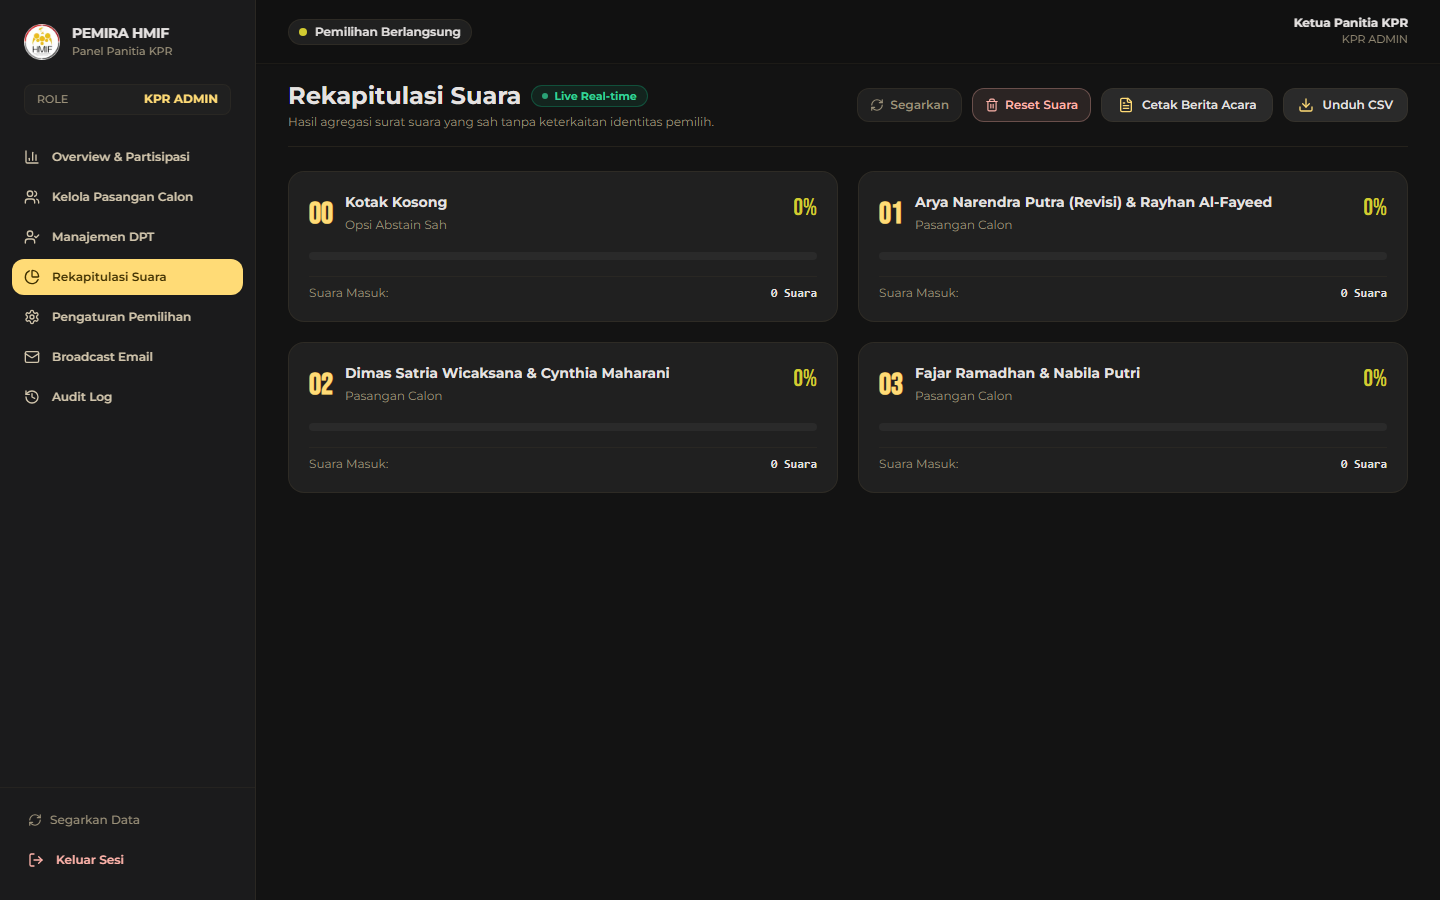 PEMIRA HMIF
Panel Panitia KPR
HMIF
ROLE KPR ADMIN
Overview & Partisipasi
Kelola Pasangan Calon
Manajemen DPT
Rekapitulasi Suara
Pengaturan Pemilihan
Broadcast Email
Audit Log
Segarkan Data
Keluar Sesi
Pemilihan Berlangsung
Ketua Panitia KPR
KPR ADMIN
Rekapitulasi Suara
Live Real-time
Hasil agregasi surat suara yang sah tanpa keterkaitan identitas pemilih.
Segarkan
Reset Suara
Cetak Berita Acara
Unduh CSV
00 Kotak Kosong 0%
Opsi Abstain Sah
Suara Masuk: 0 Suara
01 Arya Narendra Putra (Revisi) & Rayhan Al-Fayeed 0%
Pasangan Calon
Suara Masuk: 0 Suara
02 Dimas Satria Wicaksana & Cynthia Maharani 0%
Pasangan Calon
Suara Masuk: 0 Suara
03 Fajar Ramadhan & Nabila Putri 0%
Pasangan Calon
Suara Masuk: 0 Suara